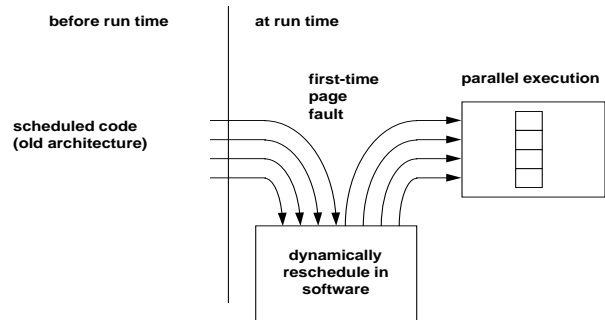 before run time
at run time
first-time
page
fault
parallel execution
scheduled code
(old architecture)
dynamically
reschedule in
software